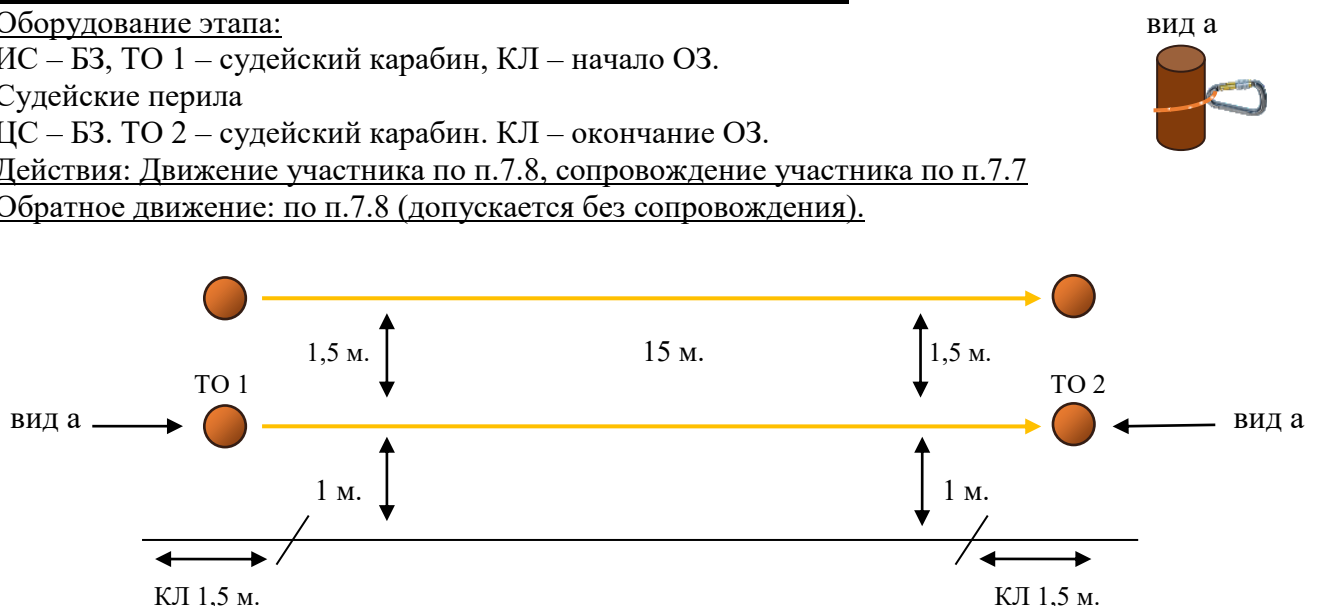 Оборудование этапа:
вид а
ИС – БЗ, ТО 1 – судейский карабин, КЛ – начало ОЗ.
Судейские перила
ЦС – БЗ. ТО 2 – судейский карабин. КЛ – окончание ОЗ.
Действия: Движение участника по п.7.8, сопровождение участника по п.7.7
Обратное движение: по п.7.8 (допускается без сопровождения).
1,5 м. 15 м. 1,5 м.
ТО 1 ТО 2
вид а вид а
1 м. 1 м.
КЛ 1,5 м. КЛ 1,5 м.